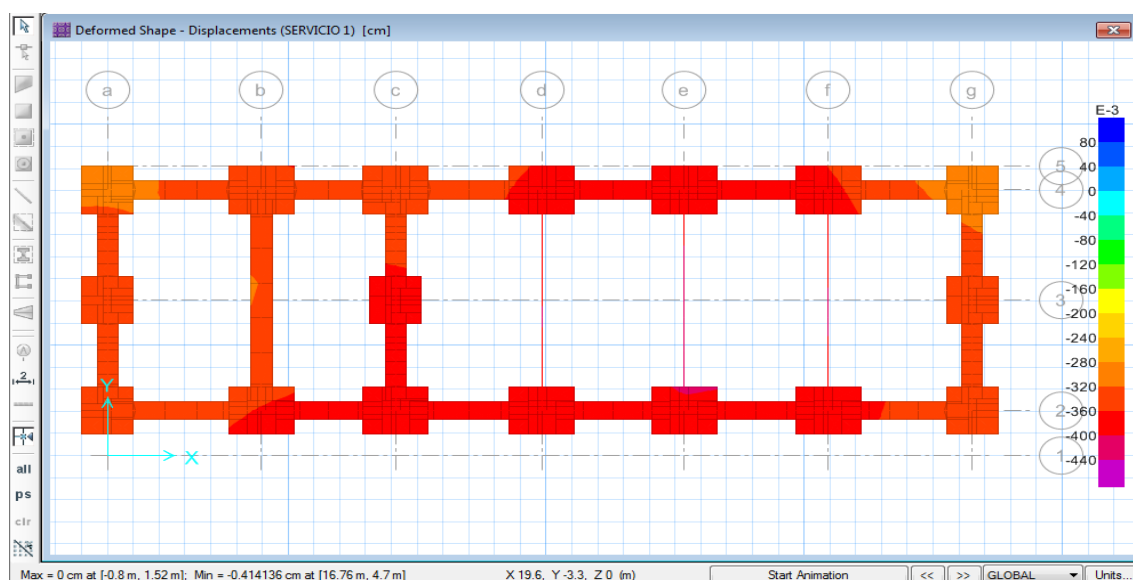 Deformed Shape - Displacements (SERVICIO 1) [cm]
a b c d e f g
E-3
80
40
0
-40
-80
-120
-160
-200
-240
-280
-320
-360
-400
-440
5
4
3
2
1
Y
X
2
all
ps
clr
Max = 0 cm at [-0.8 m, 1.52 m]; Min = -0.414136 cm at [16.76 m, 4.7 m]
X 19.6, Y -3.3, Z 0 (m)
Start Animation
<<
>>
GLOBAL
Units...